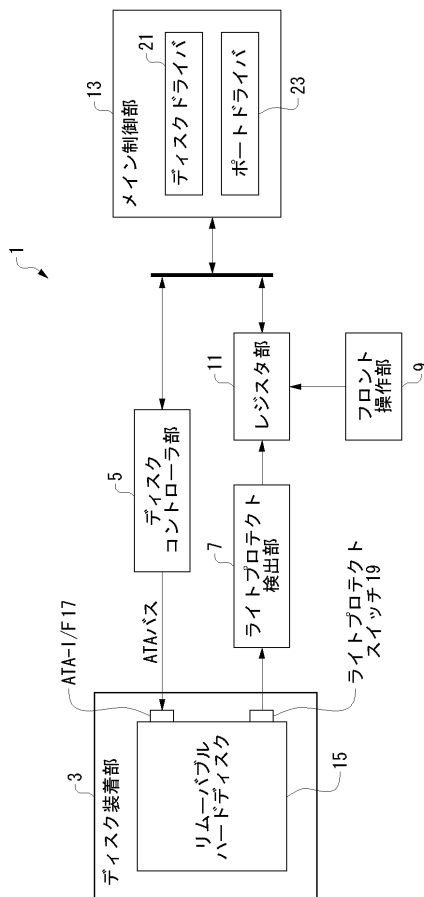 1
3
ディスク装着部
ATA-I/F17
ATAバス
リムーバブル
ハードディスク
15
ライトプロテクト
スイッチ19
5
ディスク
コントローラ部
7
ライトプロテクト
検出部
11
レジスタ部
フロント
操作部
9
13
メイン制御部
21
ディスクドライバ
ポートドライバ
23